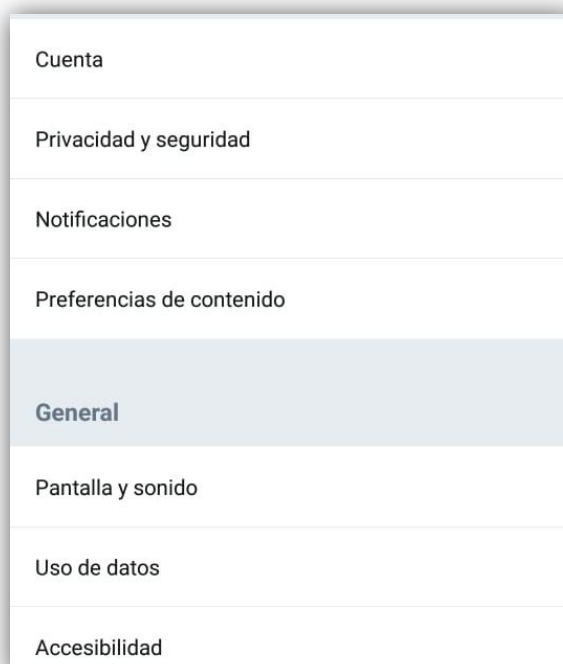 Cuenta
Privacidad y seguridad
Notificaciones
Preferencias de contenido
General
Pantalla y sonido
Uso de datos
Accesibilidad